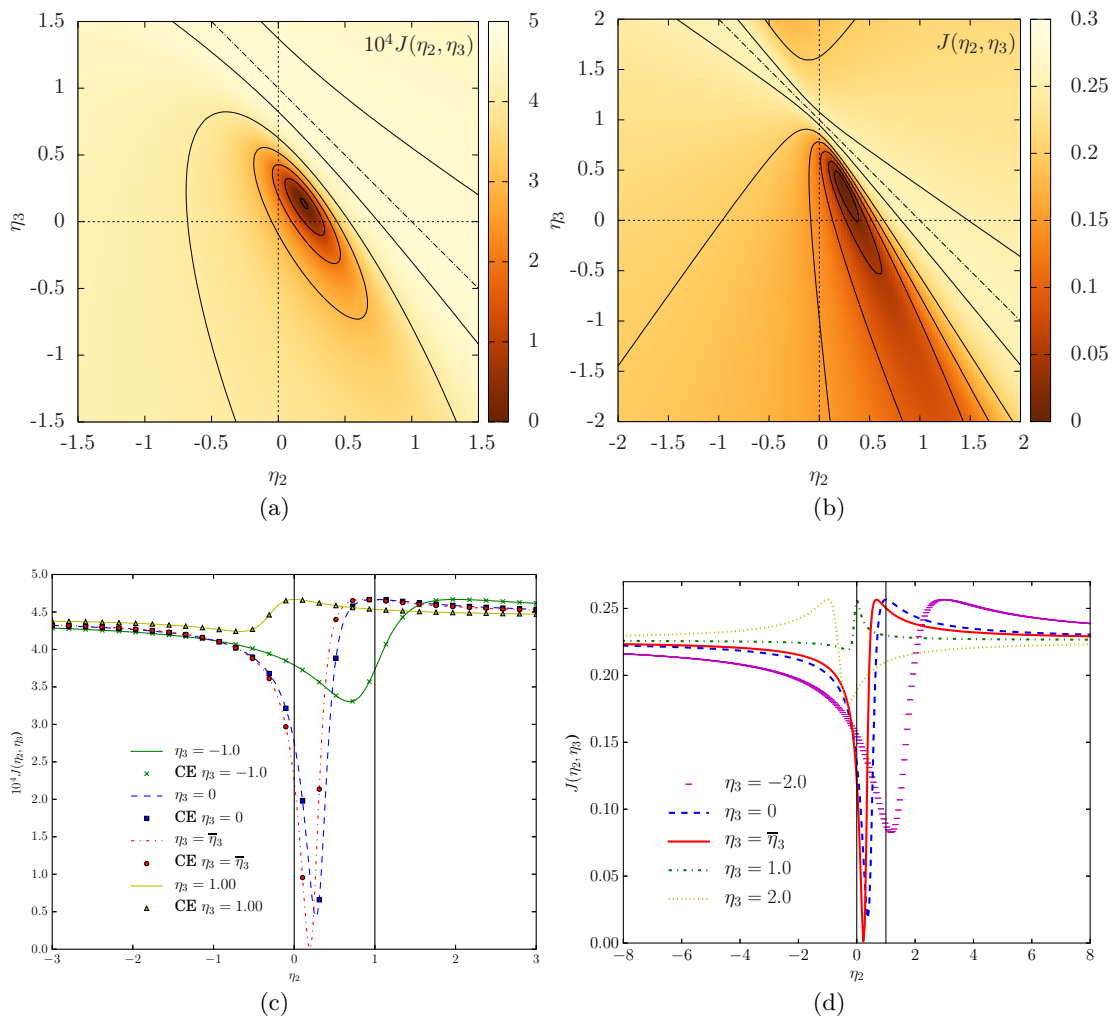 10⁴J(η₂, η₃)
1.5
1
0.5
0
-0.5
-1
-1.5
η₃
-1.5 -1 -0.5 0 0.5 1 1.5
η₂
5
4
3
2
1
0
(a)
J(η₂, η₃)
2
1.5
1
0.5
0
-0.5
-1
-1.5
-2
η₃
-2 -1.5 -1 -0.5 0 0.5 1 1.5 2
η₂
0.3
0.25
0.2
0.15
0.1
0.05
0
(b)
5.0
4.5
4.0
3.5
3.0
2.5
2.0
1.5
1.0
0.5
0.0
10⁴J(η₂, η₃)
η₃ = −1.0
CE η₃ = −1.0
η₃ = 0
CE η₃ = 0
η₃ = η̅₃
CE η₃ = η̅₃
η₃ = 1.00
CE η₃ = 1.00
−3 −2 −1 0 1 2 3
η₂
(c)
0.25
0.20
0.15
0.10
0.05
0.00
J(η₂, η₃)
η₃ = −2.0
η₃ = 0
η₃ = η̅₃
η₃ = 1.0
η₃ = 2.0
−8 −6 −4 −2 0 2 4 6 8
η₂
(d)